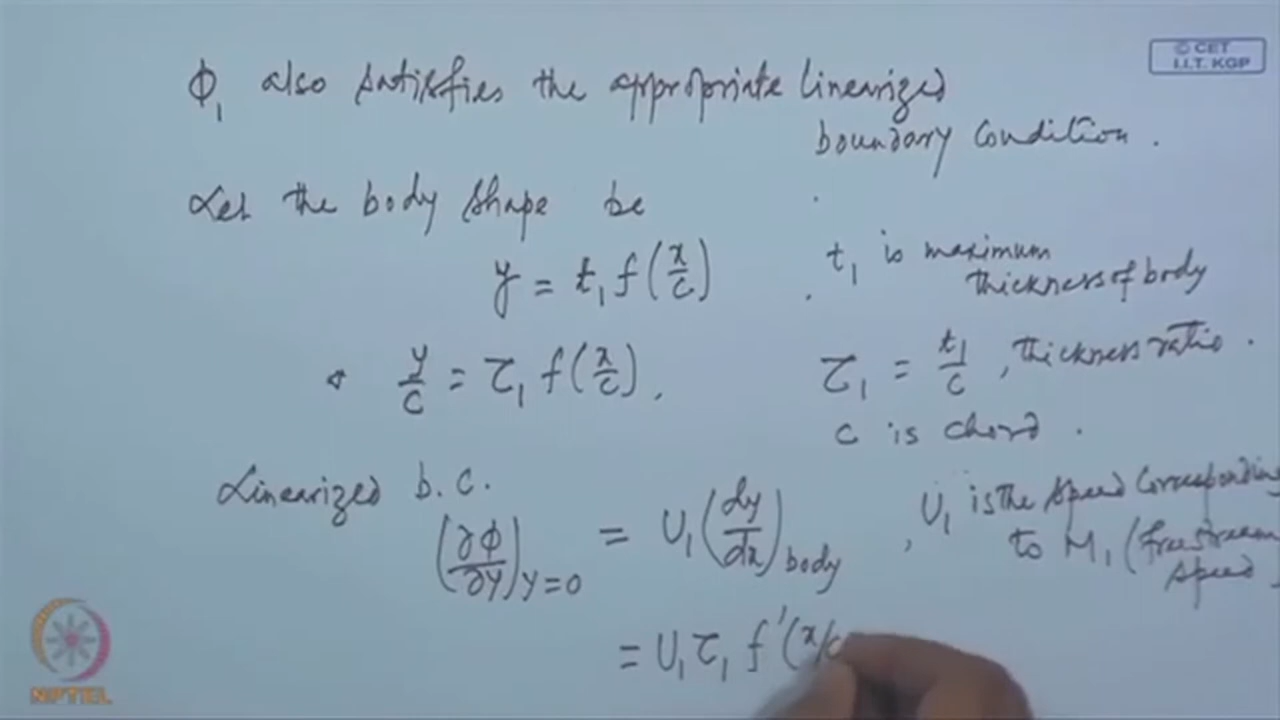 © CET
I.I.T. KGP
Φ₁ also satisfies the appropriate linearized
boundary condition.
Let the body shape be
y = t₁ f(x/c)
t₁ is maximum
thickness of body
y/c = τ₁ f(x/c),
τ₁ = t₁/c, thickness ratio.
c is chord.
Linearized b.c.
(∂Φ/∂y)y=0 = U₁(dy/dx)body
, U₁ is the speed corresponding
to M₁ (freestream
speed
= U₁ τ₁ f'(x/c
NPTEL